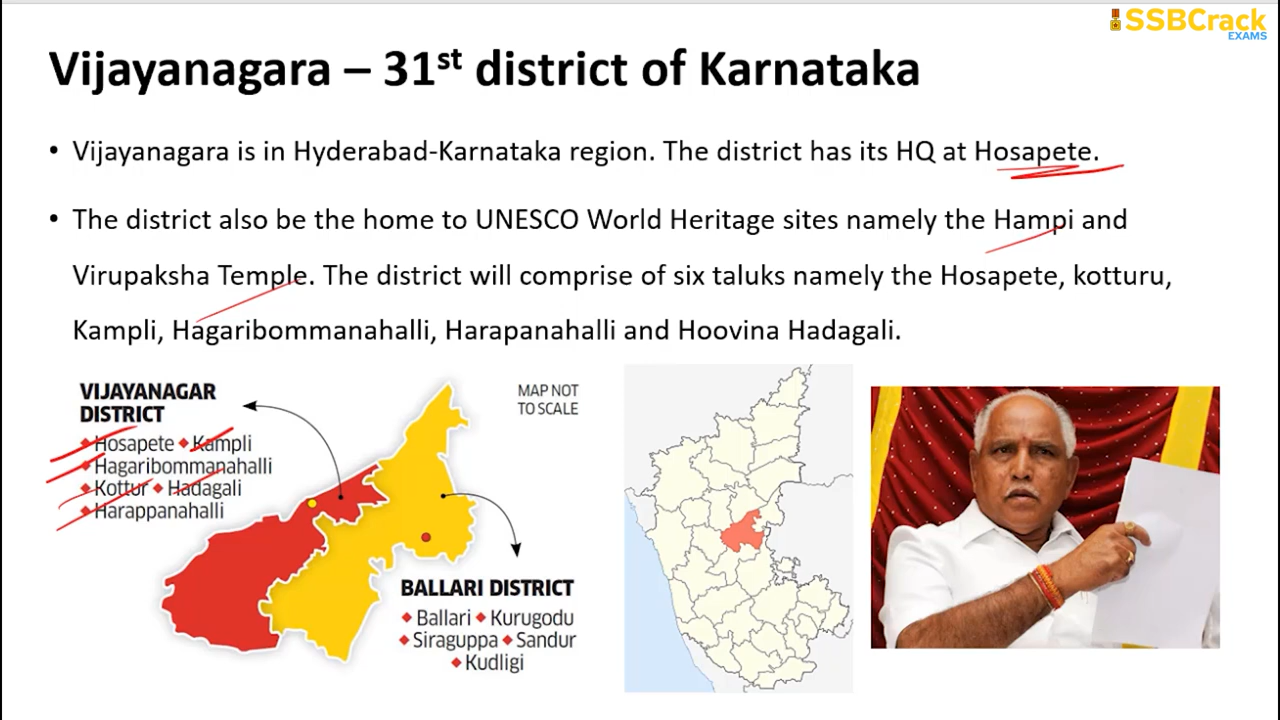 SSBCrack
EXAMS
Vijayanagara – 31st district of Karnataka
• Vijayanagara is in Hyderabad-Karnataka region. The district has its HQ at Hosapete.
• The district also be the home to UNESCO World Heritage sites namely the Hampi and
Virupaksha Temple. The district will comprise of six taluks namely the Hosapete, kotturu,
Kampli, Hagaribommanahalli, Harapanahalli and Hoovina Hadagali.
VIJAYANAGAR
DISTRICT
Hosapete Kampli
Hagaribommanahalli
Kottur Hadagali
Harappanahalli
MAP NOT
TO SCALE
BALLARI DISTRICT
Ballari Kurugodu
Siraguppa Sandur
Kudligi